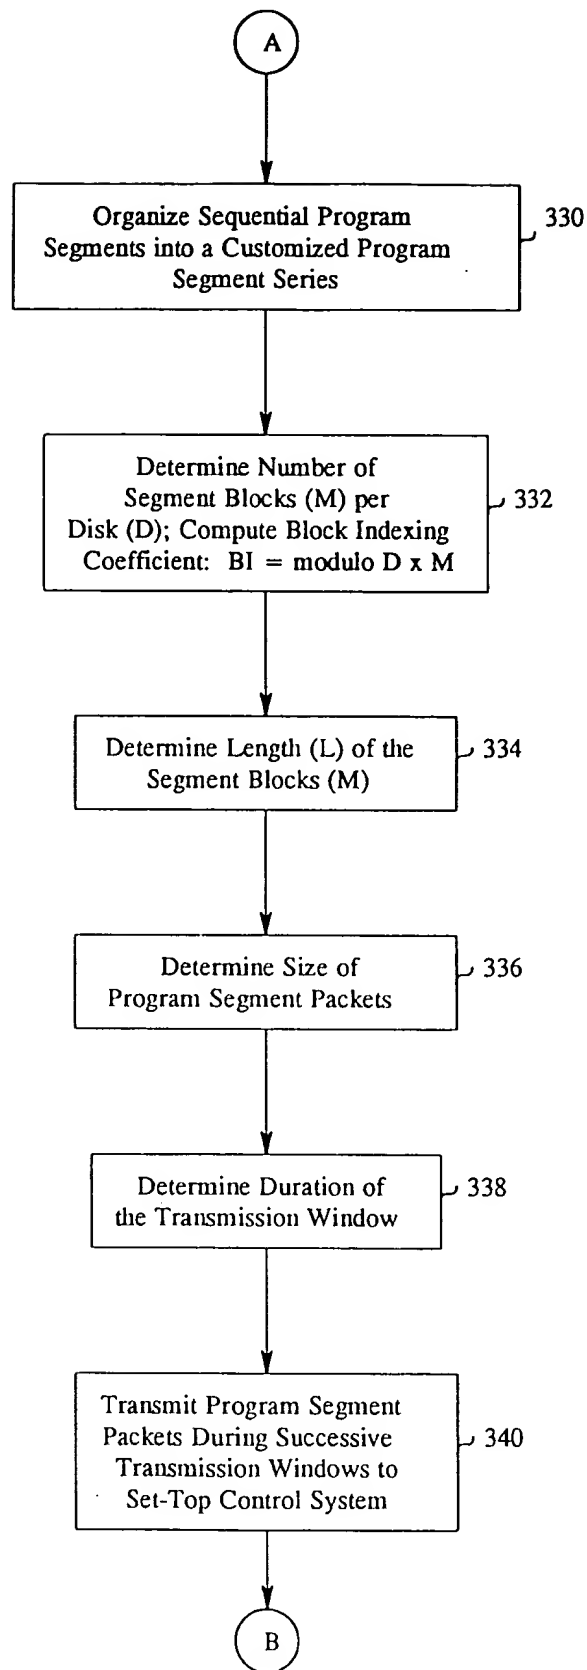 A
Organize Sequential Program
Segments into a Customized Program
Segment Series
330
Determine Number of
Segment Blocks (M) per
Disk (D); Compute Block Indexing
Coefficient: BI = modulo D x M
332
Determine Length (L) of the
Segment Blocks (M)
334
Determine Size of
Program Segment Packets
336
Determine Duration of
the Transmission Window
338
Transmit Program Segment
Packets During Successive
Transmission Windows to
Set-Top Control System
340
B